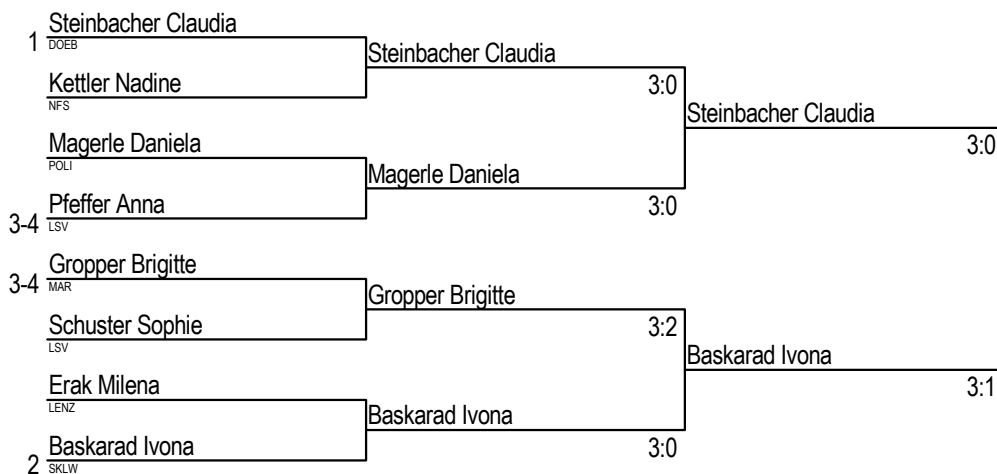 Steinbacher Claudia
1
DOEB
Steinbacher Claudia
Kettler Nadine
3:0
NFS
Steinbacher Claudia
Magerle Daniela
3:0
POLI
Magerle Daniela
Pfeffer Anna
3:0
3-4
LSV
Gropper Brigitte
3-4
MAR
Gropper Brigitte
Schuster Sophie
3:2
LSV
Baskarad Ivona
Erak Milena
3:1
LENZ
Baskarad Ivona
Baskarad Ivona
3:0
2
SKLW